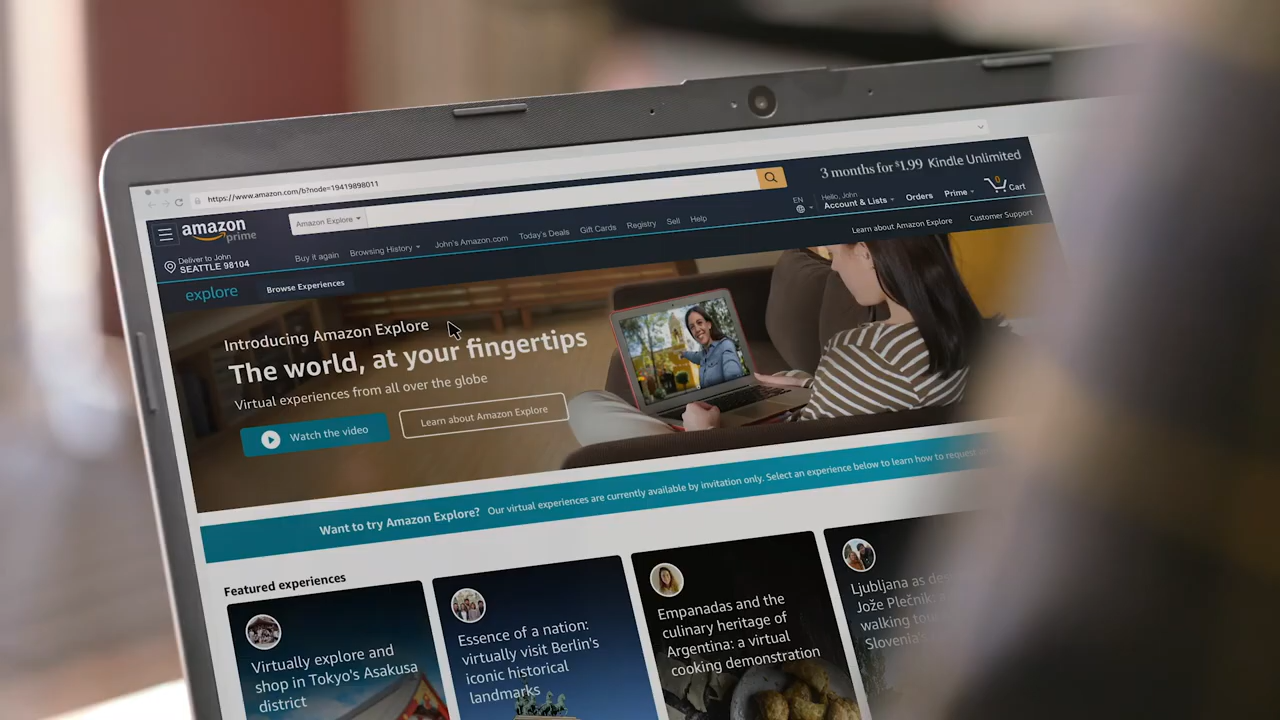 https://www.amazon.com/b?node=19419898011
amazon
prime
Amazon Explore
3 months for $1.99 Kindle Unlimited
Deliver to John
SEATTLE 98104
Buy it again
Browsing History
John's Amazon.com
Today's Deals
Gift Cards
Registry
Sell
Help
EN
Hello, John
Account & Lists
Orders
Prime
0
Cart
explore
Browse Experiences
Learn about Amazon Explore
Customer Support
Introducing Amazon Explore
The world, at your fingertips
Virtual experiences from all over the globe
Watch the video
Learn about Amazon Explore
Want to try Amazon Explore? Our virtual experiences are currently available by invitation only. Select an experience below to learn how to request
Featured experiences
Virtually explore and
shop in Tokyo's Asakusa
district
Essence of a nation:
virtually visit Berlin's
iconic historical
landmarks
Empanadas and the
culinary heritage of
Argentina: a virtual
cooking demonstration
Ljubljana as
Jože Plečnik:
walking tour
Slovenia's